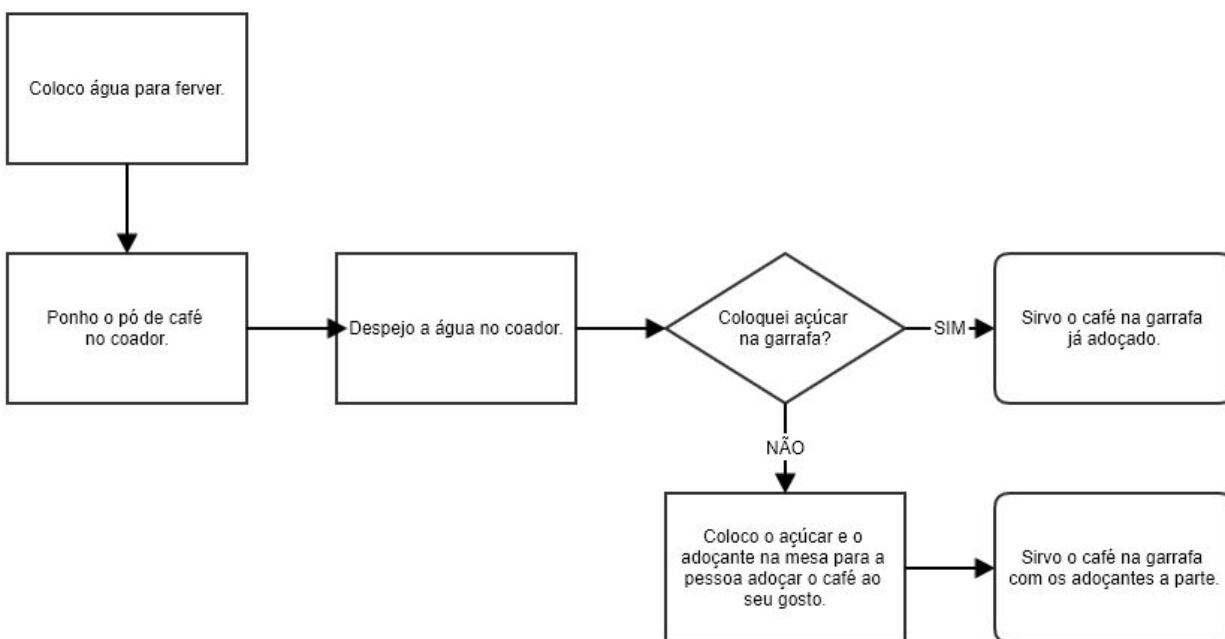 Coloco água para ferver.
Ponho o pó de café
no coador.
Despejo a água no coador.
Coloquei açúcar
na garrafa?
SIM
Sirvo o café na garrafa
já adoçado.
NÃO
Coloco o açúcar e o
adoçante na mesa para a
pessoa adoçar o café ao
seu gosto.
Sirvo o café na garrafa
com os adoçantes a parte.